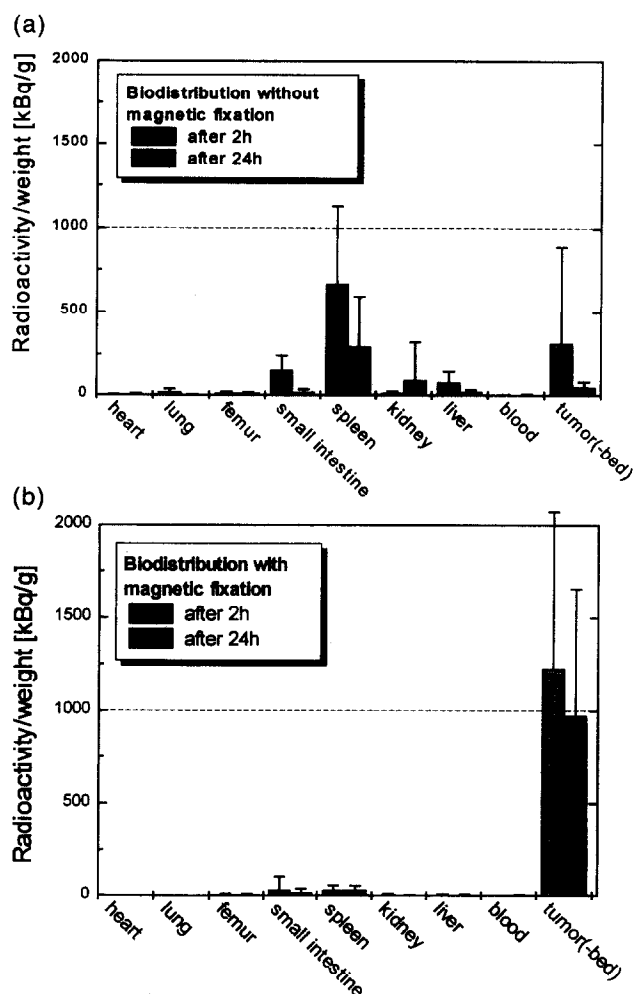 (a)
2000
1500
1000
500
0
Radioactivity/weight [kBq/g]
Biodistribution without
magnetic fixation
after 2h
after 24h
heart
lung
femur
small intestine
spleen
kidney
liver
blood
tumor(-bed)
(b)
2000
1500
1000
500
0
Radioactivity/weight [kBq/g]
Biodistribution with
magnetic fixation
after 2h
after 24h
heart
lung
femur
small intestine
spleen
kidney
liver
blood
tumor(-bed)